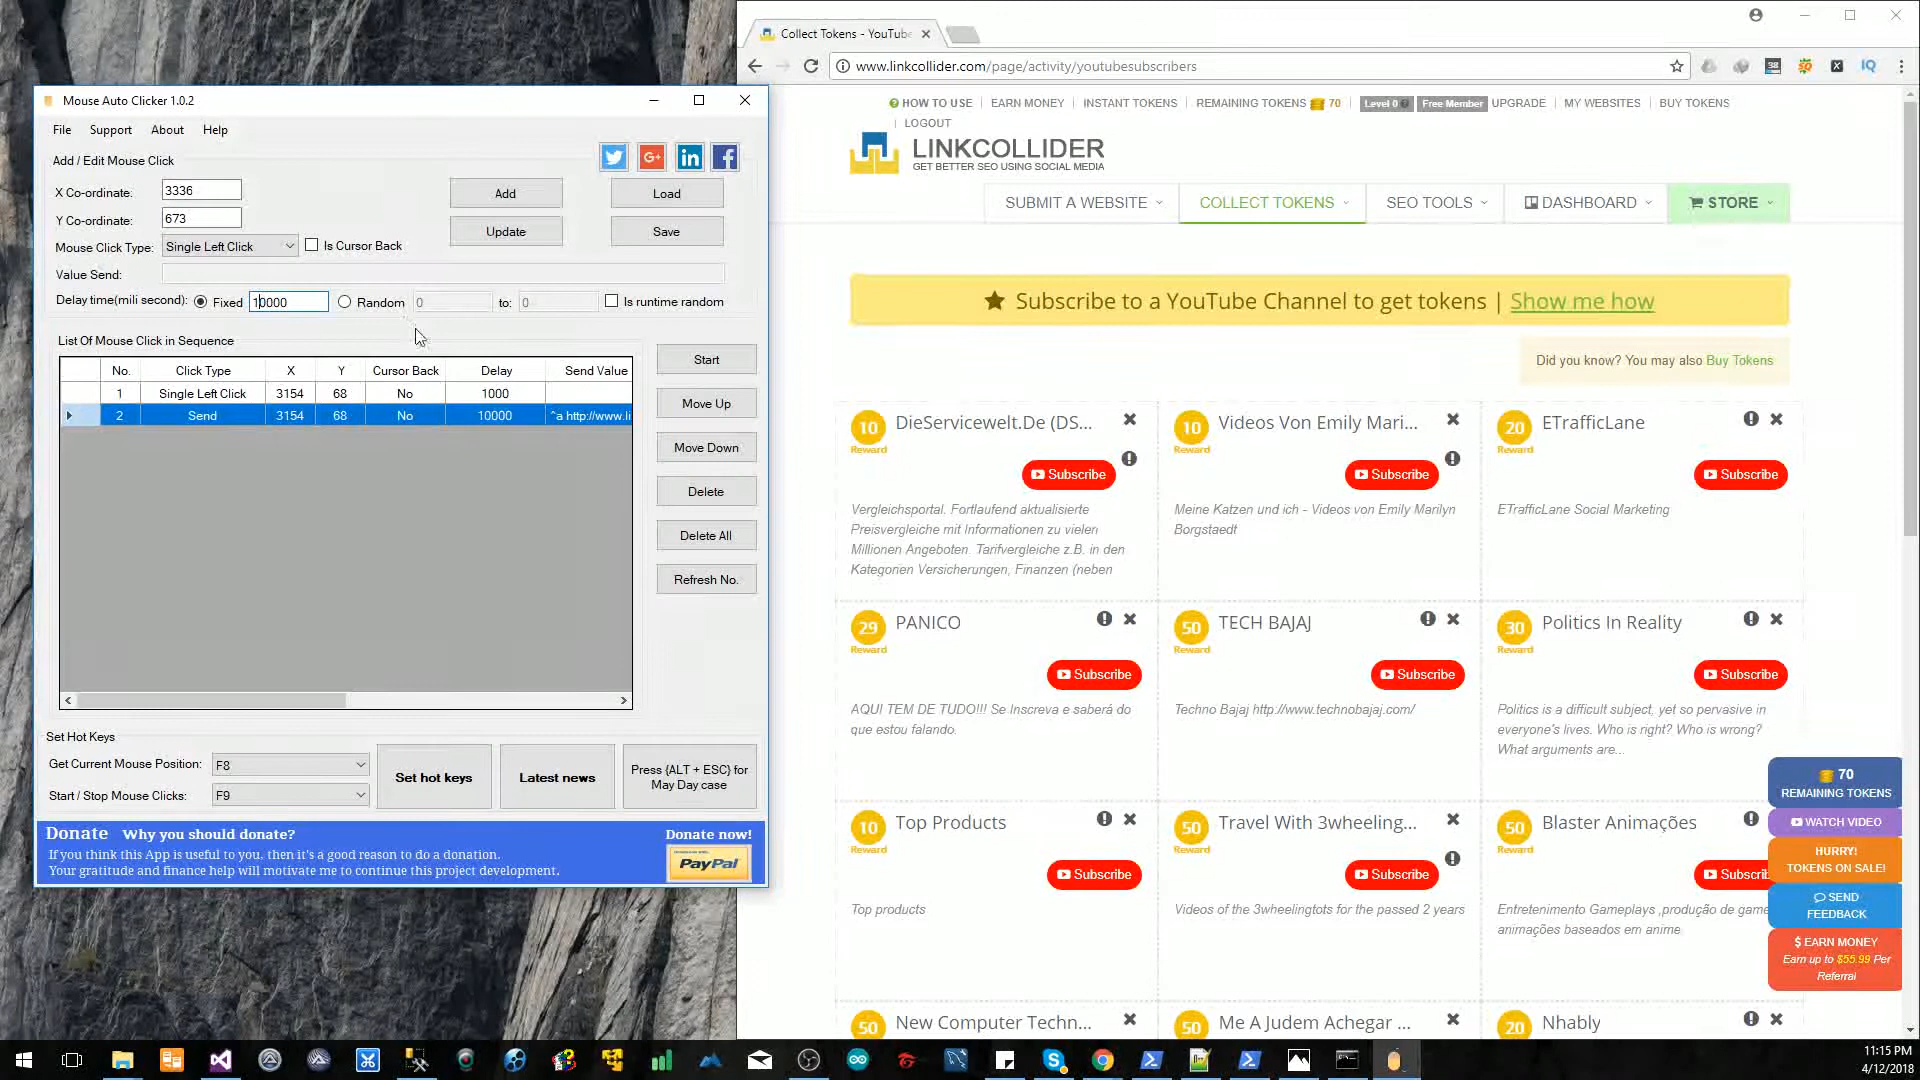 Mouse Auto Clicker 1.0.2
File Support About Help
Add / Edit Mouse Click
X Co-ordinate: 3336
Y Co-ordinate: 673
Mouse Click Type: Single Left Click Is Cursor Back
Value Send:
Delay time(mili second): Fixed 10000 Random 0 to: 0 Is runtime random
Add Load
Update Save
List Of Mouse Click in Sequence
No. Click Type X Y Cursor Back Delay Send Value
1 Single Left Click 3154 68 No 1000
2 Send 3154 68 No 10000 ^a http://www.li
Start
Move Up
Move Down
Delete
Delete All
Refresh No.
Set Hot Keys
Get Current Mouse Position: F8
Start / Stop Mouse Clicks: F9
Set hot keys
Latest news
Press {ALT + ESC} for
May Day case
Donate Why you should donate?
If you think this App is useful to you, then it's a good reason to do a donation.
Your gratitude and finance help will motivate me to continue this project development.
Donate now!
PayPal
Collect Tokens - YouTube
www.linkcollider.com/page/activity/youtubesubscribers
HOW TO USE | EARN MONEY | INSTANT TOKENS | REMAINING TOKENS 70 | Level 0 Free Member UPGRADE | MY WEBSITES | BUY TOKENS
| LOGOUT
LINKCOLLIDER
GET BETTER SEO USING SOCIAL MEDIA
SUBMIT A WEBSITE COLLECT TOKENS SEO TOOLS DASHBOARD STORE
Subscribe to a YouTube Channel to get tokens | Show me how
Did you know? You may also Buy Tokens
10 Reward DieServicewelt.De (DS...
Subscribe
Vergleichsportal. Fortlaufend aktualisierte
Preisvergleiche mit Informationen zu vielen
Millionen Angeboten. Tarifvergleiche z.B. in den
Kategorien Versicherungen, Finanzen (neben
10 Reward Videos Von Emily Mari...
Subscribe
Meine Katzen und ich - Videos von Emily Marilyn
Borgstaedt
20 Reward ETrafficLane
Subscribe
ETrafficLane Social Marketing
29 Reward PANICO
Subscribe
AQUI TEM DE TUDO!!! Se Inscreva e saberá do
que estou falando.
50 Reward TECH BAJAJ
Subscribe
Techno Bajaj http://www.technobajaj.com/
30 Reward Politics In Reality
Subscribe
Politics is a difficult subject, yet so pervasive in
everyone's lives. Who is right? Who is wrong?
What arguments are...
10 Reward Top Products
Subscribe
Top products
50 Reward Travel With 3wheeling...
Subscribe
Videos of the 3wheelingtots for the passed 2 years
50 Reward Blaster Animações
Subscrib
Entretenimento Gameplays ,produção de game
animações baseados em anime
50 New Computer Techn...
50 Me A Judem Achegar ...
20 Nhably
70
REMAINING TOKENS
WATCH VIDEO
HURRY!
TOKENS ON SALE!
SEND
FEEDBACK
$ EARN MONEY
Earn up to $55.99 Per
Referral
11:15 PM
4/12/2018